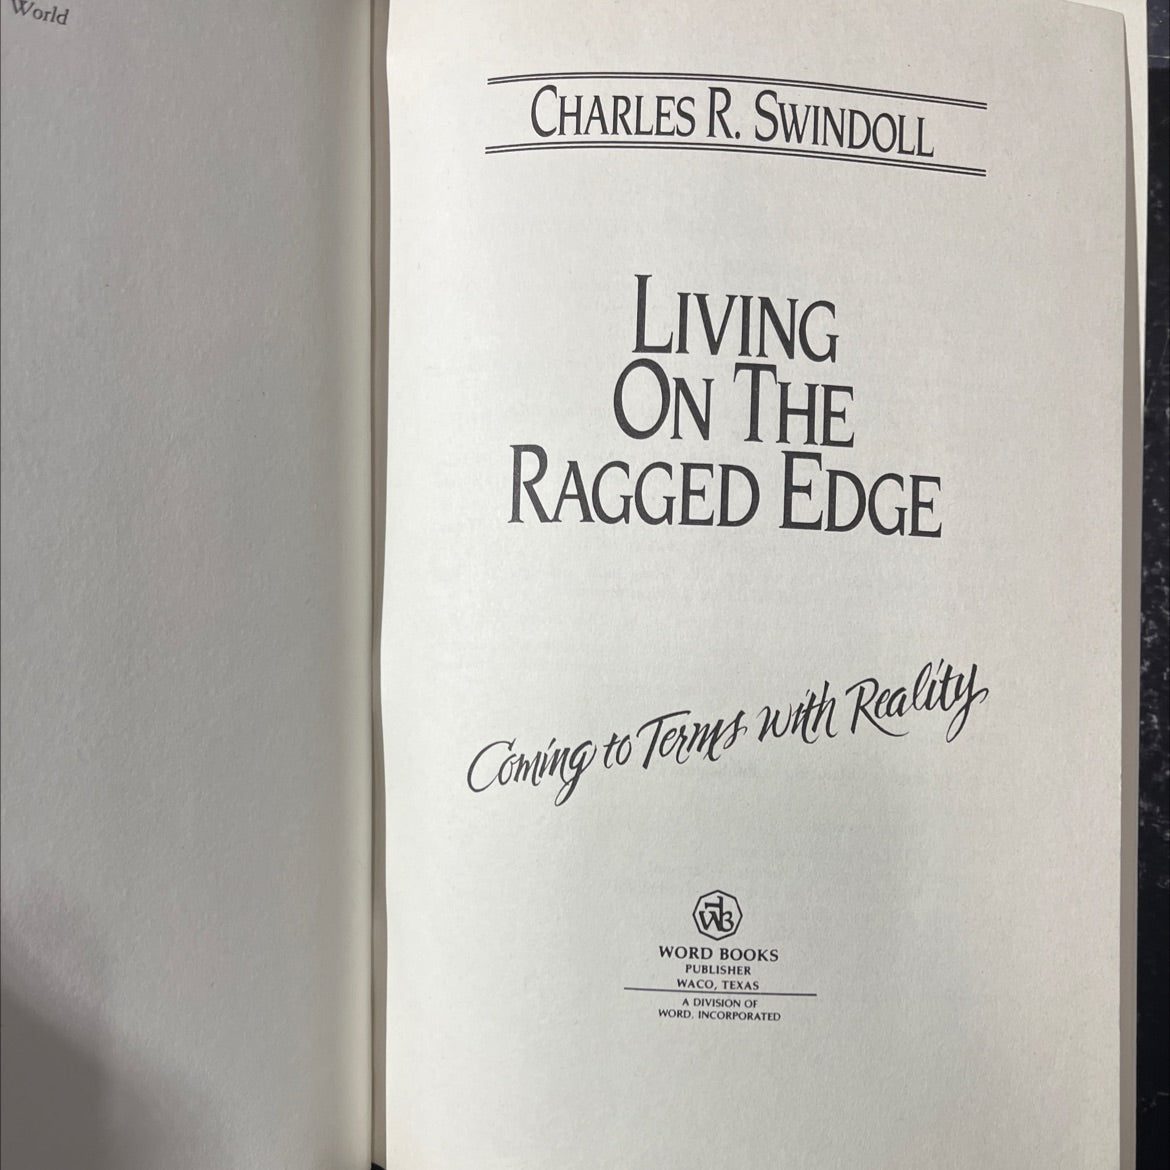 World
CHARLES R. SWINDOLL
LIVING
ON THE
RAGGED EDGE
Coming to Terms with Reality
WB
WORD BOOKS
PUBLISHER
WACO, TEXAS
A DIVISION OF
WORD, INCORPORATED